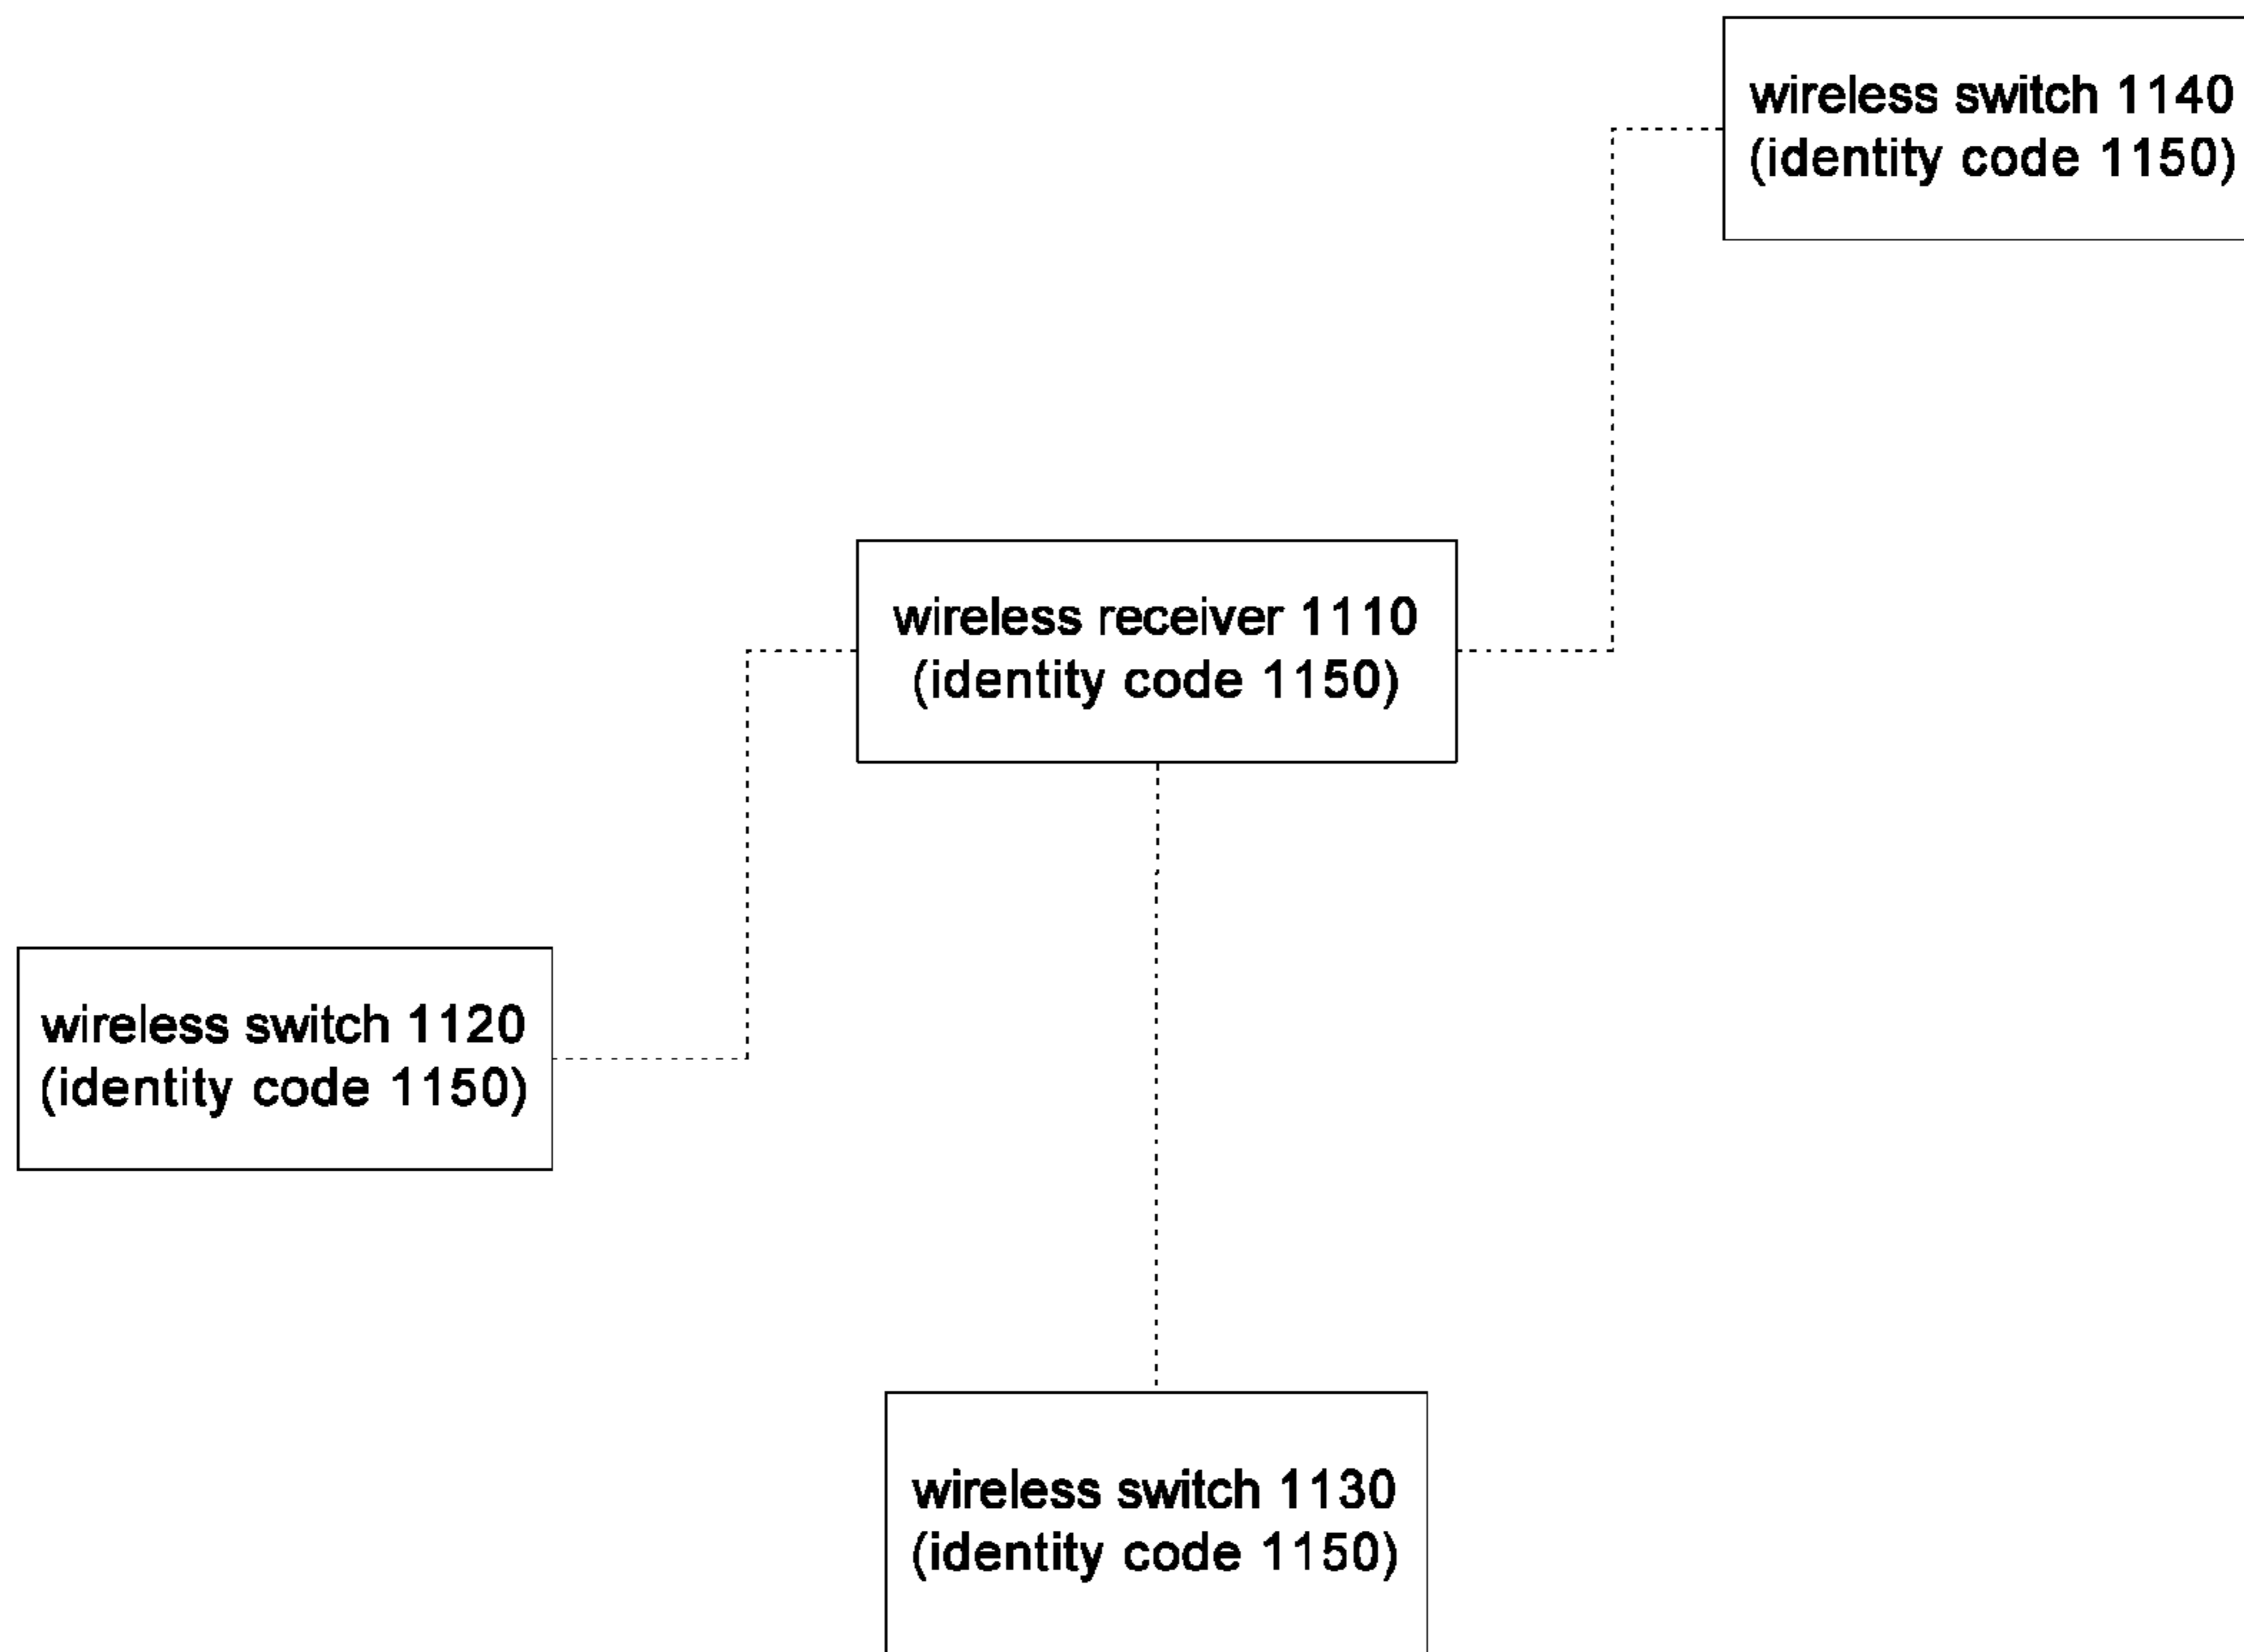 wireless switch 1140
(identity code 1150)
wireless receiver 1110
(identity code 1150)
wireless switch 1120
(identity code 1150)
wireless switch 1130
(identity code 1150)